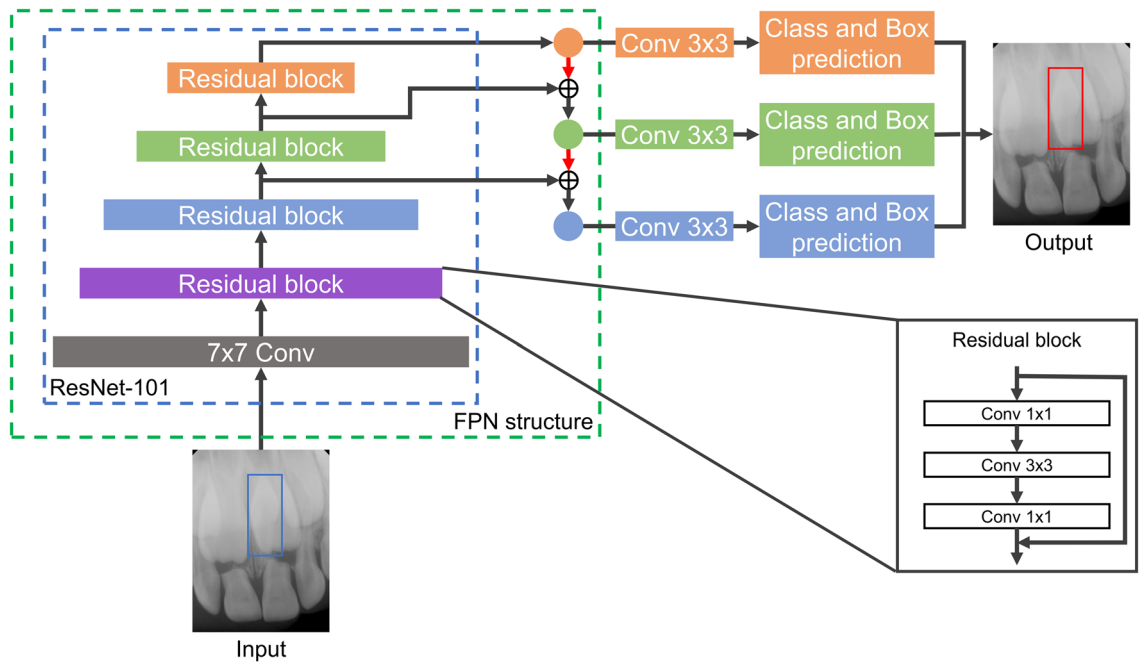 Residual block
Residual block
Residual block
Residual block
7x7 Conv
ResNet-101
FPN structure
Input
Conv 3x3
Class and Box
prediction
Conv 3x3
Class and Box
prediction
Conv 3x3
Class and Box
prediction
Output
Residual block
Conv 1x1
Conv 3x3
Conv 1x1